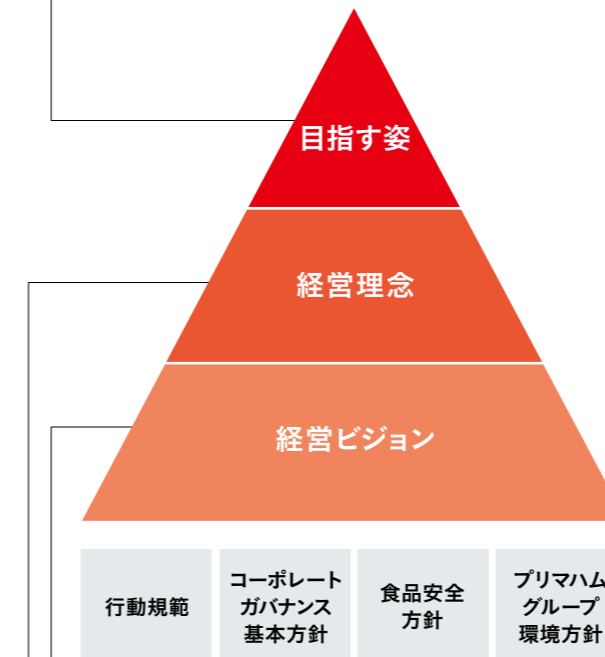 目指す姿
経営理念
経営ビジョン
行動規範
コーポレート
ガバナンス
基本方針
食品安全
方針
プリマハム
グループ
環境方針